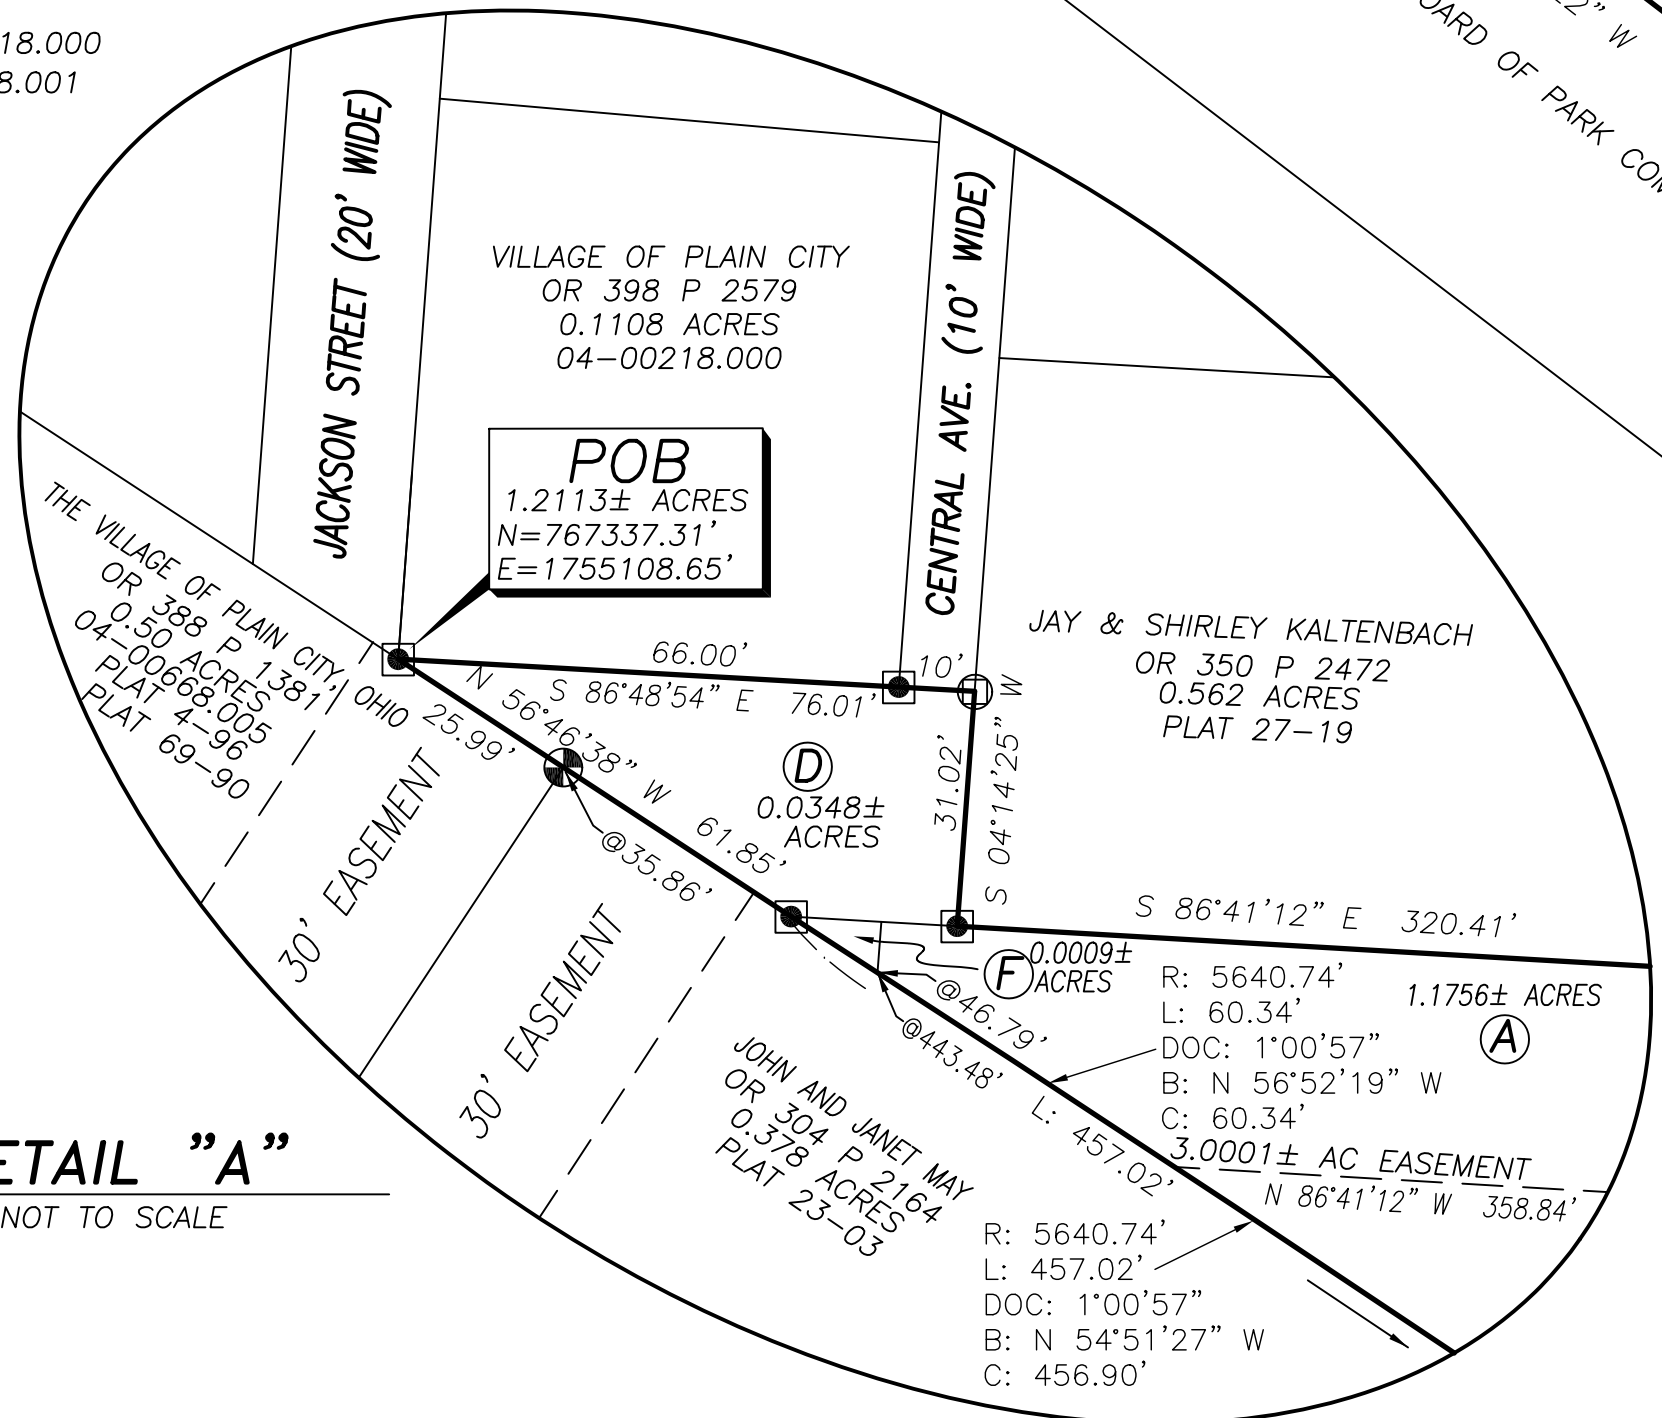 18.000
8.001
22" W
OARD OF PARK COM
JACKSON STREET (20' WIDE)
VILLAGE OF PLAIN CITY
OR 398 P 2579
0.1108 ACRES
04-00218.000
CENTRAL AVE. (10' WIDE)
POB
1.2113± ACRES
N=767337.31'
E=1755108.65'
THE VILLAGE OF PLAIN CITY, OHIO
OR 388 P 1381
0.50 ACRES
04-00668.005
PLAT 4-96
PLAT 69-90
66.00'
10'
S 86°48'54" E 76.01'
N 56°46'38" W 61.85'
25.99'
31.02'
S 04°14'25" W
JAY & SHIRLEY KALTENBACH
OR 350 P 2472
0.562 ACRES
PLAT 27-19
D
0.0348±
ACRES
@35.86'
30' EASEMENT
30' EASEMENT
S 86°41'12" E 320.41'
F
0.0009±
ACRES
1.1756± ACRES
A
@46.79'
@443.48'
L: 457.02'
R: 5640.74'
L: 60.34'
DOC: 1°00'57"
B: N 56°52'19" W
C: 60.34'
3.0001± AC EASEMENT
N 86°41'12" W 358.84'
JOHN AND JANET MAY
OR 304 P 2164
0.378 ACRES
PLAT 23-03
R: 5640.74'
L: 457.02'
DOC: 1°00'57"
B: N 54°51'27" W
C: 456.90'
ETAIL "A"
NOT TO SCALE